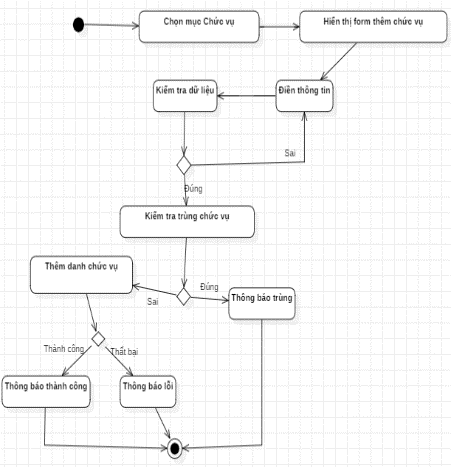 Chọn mục Chức vụ
Hiển thị form thêm chức vụ
Kiểm tra dữ liệu
Điền thông tin
Sai
Đúng
Kiểm tra trùng chức vụ
Thêm danh chức vụ
Sai
Đúng
Thông báo trùng
Thành công
Thất bại
Thông báo thành công
Thông báo lỗi